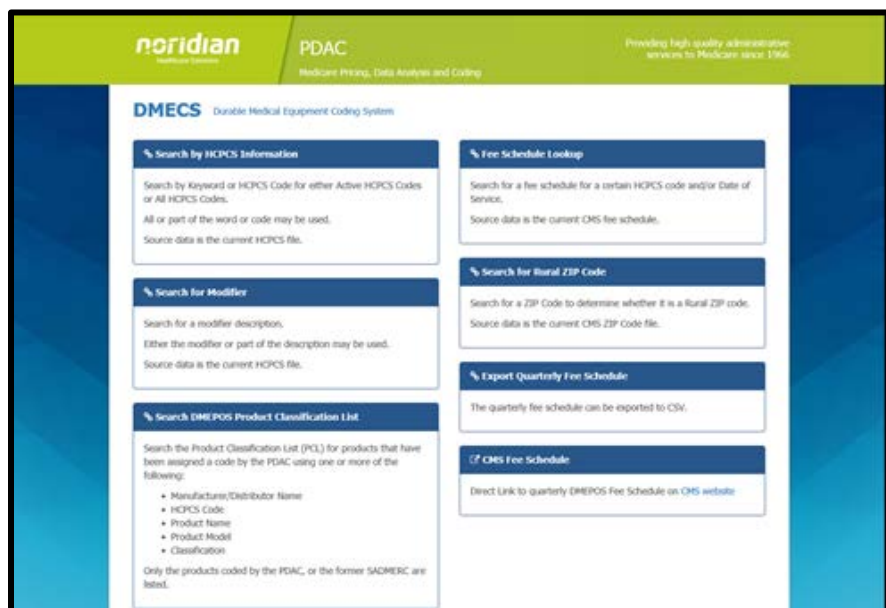 noridian
Healthcare Solutions
PDAC
Medicare Pricing, Data Analysis and Coding
Providing high quality administrative
services to Medicare since 1966
DMECS Durable Medical Equipment Coding System
Search by HCPCS Information
Search by Keyword or HCPCS Code for either Active HCPCS Codes
or All HCPCS Codes.
All or part of the word or code may be used.
Source data is the current HCPCS file.
Search for Modifier
Search for a modifier description.
Either the modifier or part of the description may be used.
Source data is the current HCPCS file.
Search DMEPOS Product Classification List
Search the Product Classification List (PCL) for products that have
been assigned a code by the PDAC using one or more of the
following:
• Manufacturer/Distributor Name
• HCPCS Code
• Product Name
• Product Model
• Classification
Only the products coded by the PDAC, or the former SADMERC are
listed.
Fee Schedule Lookup
Search for a fee schedule for a certain HCPCS code and/or Date of
Service.
Source data is the current CMS fee schedule.
Search for Rural ZIP Code
Search for a ZIP Code to determine whether it is a Rural ZIP code.
Source data is the current CMS ZIP Code file.
Export Quarterly Fee Schedule
The quarterly fee schedule can be exported to CSV.
CMS Fee Schedule
Direct Link to quarterly DMEPOS Fee Schedule on CMS website